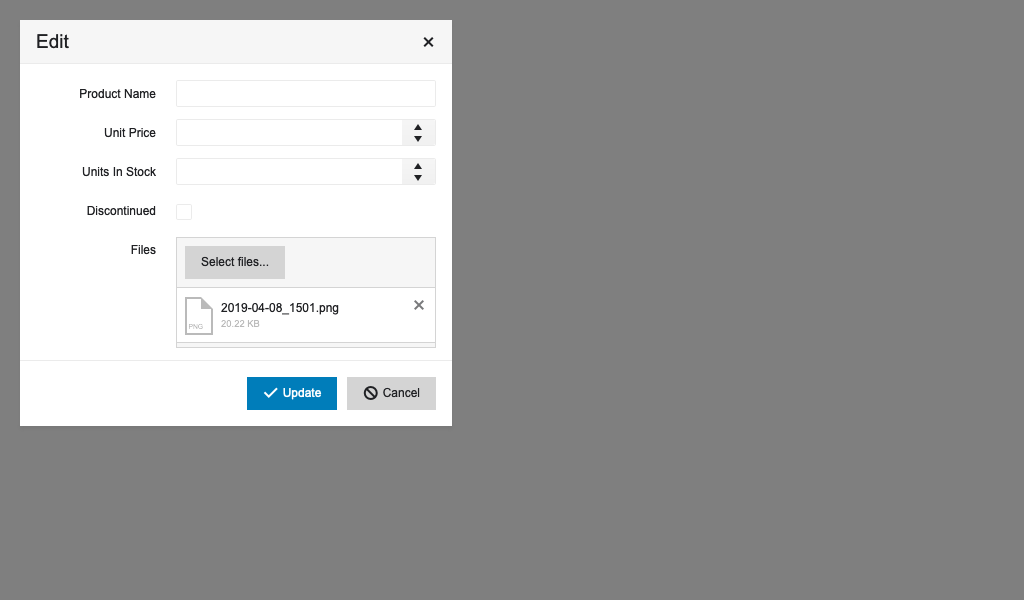 Edit
Product Name
Unit Price
Units In Stock
Discontinued
Files
Select files...
2019-04-08_1501.png
PNG
20.22 KB
Update
Cancel